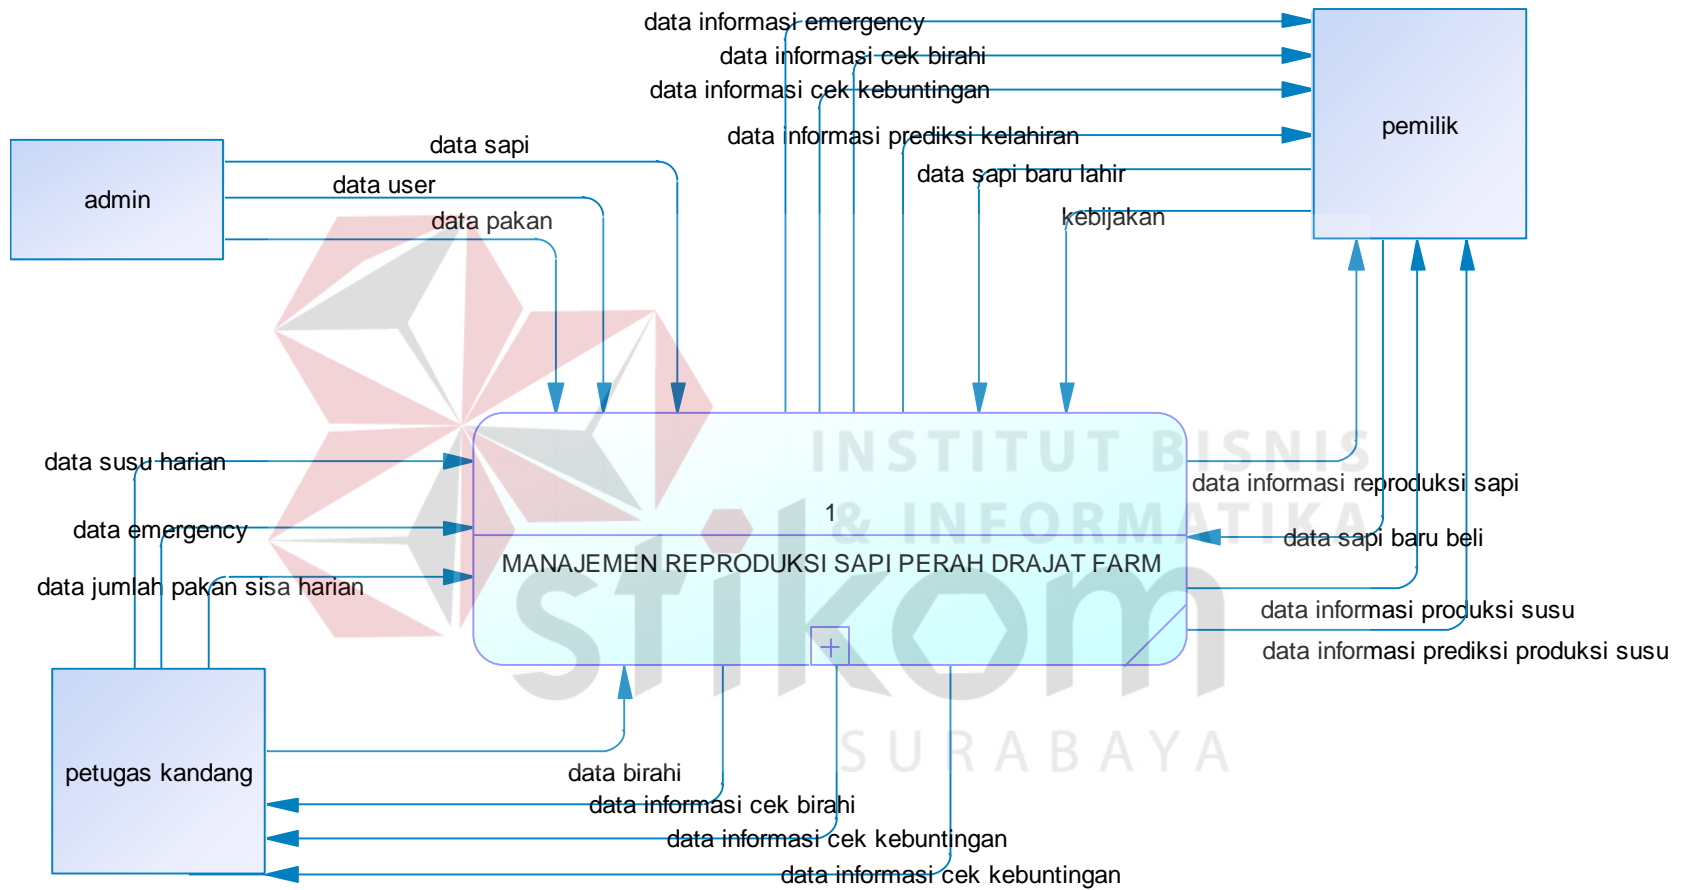 data informasi emergency
data informasi cek birahi
data informasi cek kebuntingan
data informasi prediksi kelahiran
data sapi baru lahir
kebijakan
pemilik
data sapi
data user
data pakan
admin
INSTITUT BISNIS
& INFORMATIKA
stikom
SURABAYA
data susu harian
data emergency
data jumlah pakan sisa harian
1
MANAJEMEN REPRODUKSI SAPI PERAH DRAJAT FARM
data informasi reproduksi sapi
data sapi baru beli
data informasi produksi susu
data informasi prediksi produksi susu
petugas kandang
data birahi
data informasi cek birahi
data informasi cek kebuntingan
data informasi cek kebuntingan